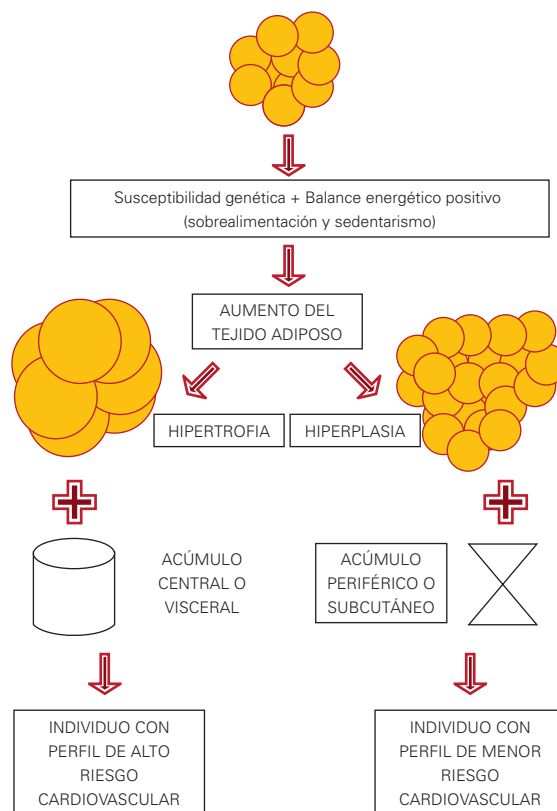 Susceptibilidad genética + Balance energético positivo
(sobrealimentación y sedentarismo)
AUMENTO DEL
TEJIDO ADIPOSO
HIPERTROFIA
HIPERPLASIA
ACÚMULO
CENTRAL O
VISCERAL
ACÚMULO
PERIFÉRICO O
SUBCUTÁNEO
INDIVIDUO CON
PERFIL DE ALTO
RIESGO
CARDIOVASCULAR
INDIVIDUO CON
PERFIL DE MENOR
RIESGO
CARDIOVASCULAR